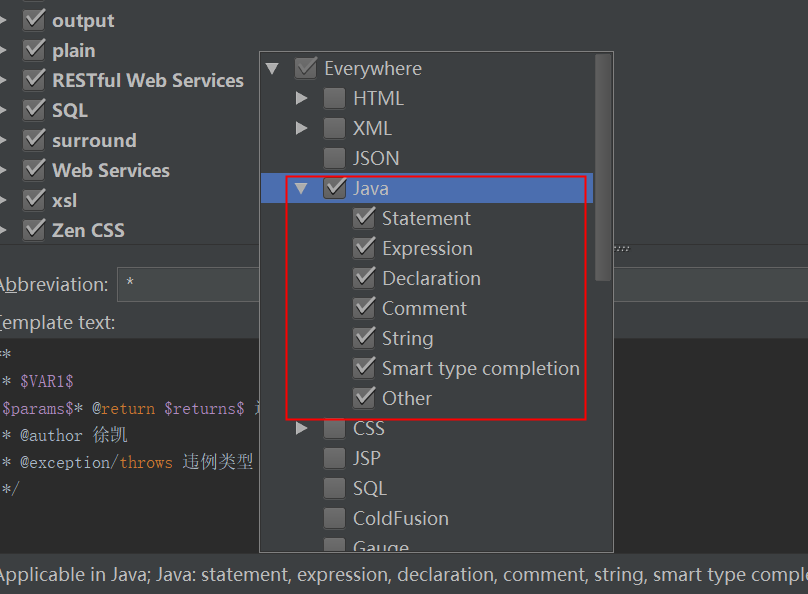 output
plain
RESTful Web Services
SQL
surround
Web Services
xsl
Zen CSS
Everywhere
HTML
XML
JSON
Java
Statement
Expression
Declaration
Comment
String
Smart type completion
Other
CSS
JSP
SQL
ColdFusion
Gauge
Abbreviation: *
Template text:
**
* $VAR1$
$params$* @return $returns$
* @author 徐凯
* @exception/throws 违例类型
*/
Applicable in Java; Java: statement, expression, declaration, comment, string, smart type comple